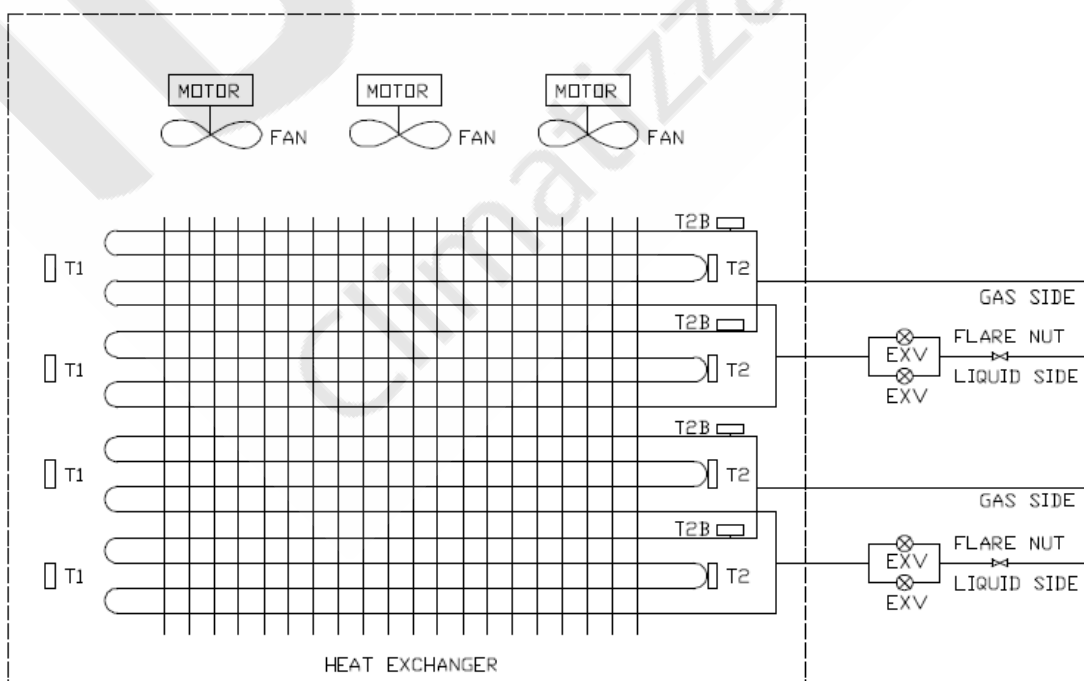 MOTOR MOTOR MOTOR
FAN FAN FAN
T2B
T1 T2
GAS SIDE
T2B
FLARE NUT
EXV
T1 T2
LIQUID SIDE
EXV
T2B
T1 T2
GAS SIDE
T2B
FLARE NUT
EXV
T1 T2
LIQUID SIDE
EXV
HEAT EXCHANGER
Climatizza